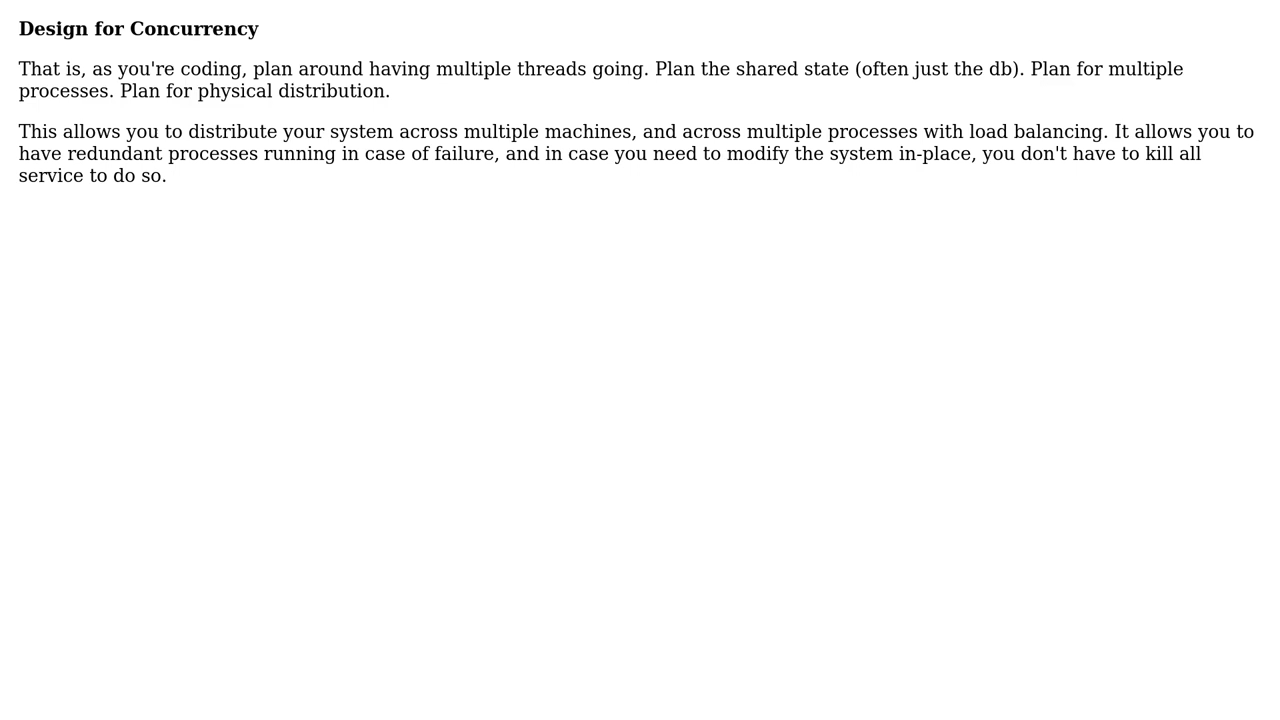 Design for Concurrency
That is, as you're coding, plan around having multiple threads going. Plan the shared state (often just the db). Plan for multiple
processes. Plan for physical distribution.
This allows you to distribute your system across multiple machines, and across multiple processes with load balancing. It allows you to
have redundant processes running in case of failure, and in case you need to modify the system in-place, you don't have to kill all
service to do so.